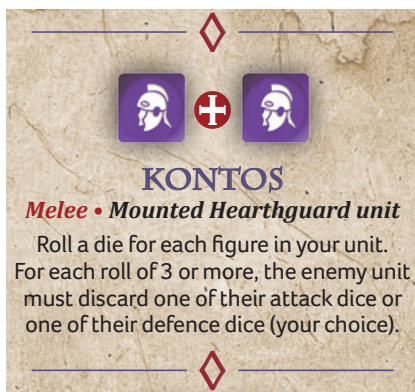 KONTOS
Melee • Mounted Hearthguard unit
Roll a die for each figure in your unit.
For each roll of 3 or more, the enemy unit
must discard one of their attack dice or
one of their defence dice (your choice).